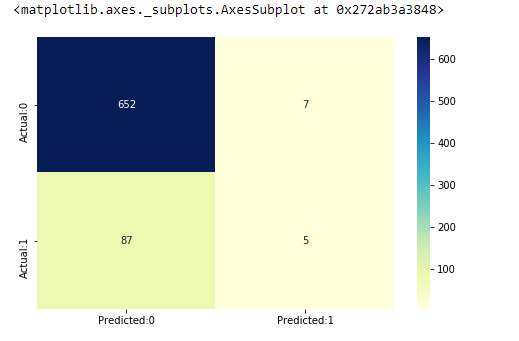 <matplotlib.axes._subplots.AxesSubplot at 0x272ab3a3848>
Actual:0
652
7
Actual:1
87
5
Predicted:0
Predicted:1
600
500
400
300
200
100